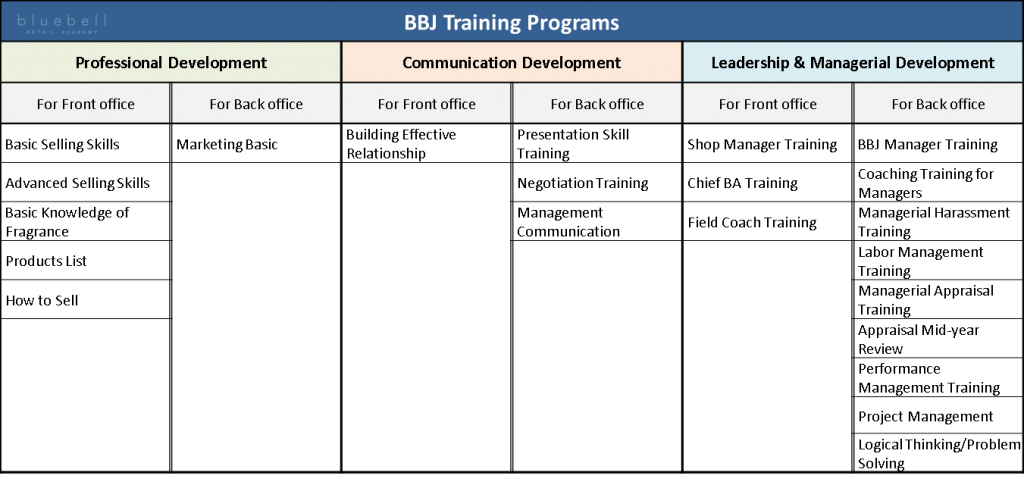 bluebell
RETAIL ACADEMY
BBJ Training Programs
Professional Development
Communication Development
Leadership & Managerial Development
For Front office
For Back office
For Front office
For Back office
For Front office
For Back office
Basic Selling Skills
Marketing Basic
Building Effective
Relationship
Presentation Skill
Training
Shop Manager Training
BBJ Manager Training
Advanced Selling Skills
Negotiation Training
Chief BA Training
Coaching Training for
Managers
Basic Knowledge of
Fragrance
Management
Communication
Field Coach Training
Managerial Harassment
Training
Products List
Labor Management
Training
How to Sell
Managerial Appraisal
Training
Appraisal Mid-year
Review
Performance
Management Training
Project Management
Logical Thinking/Problem
Solving